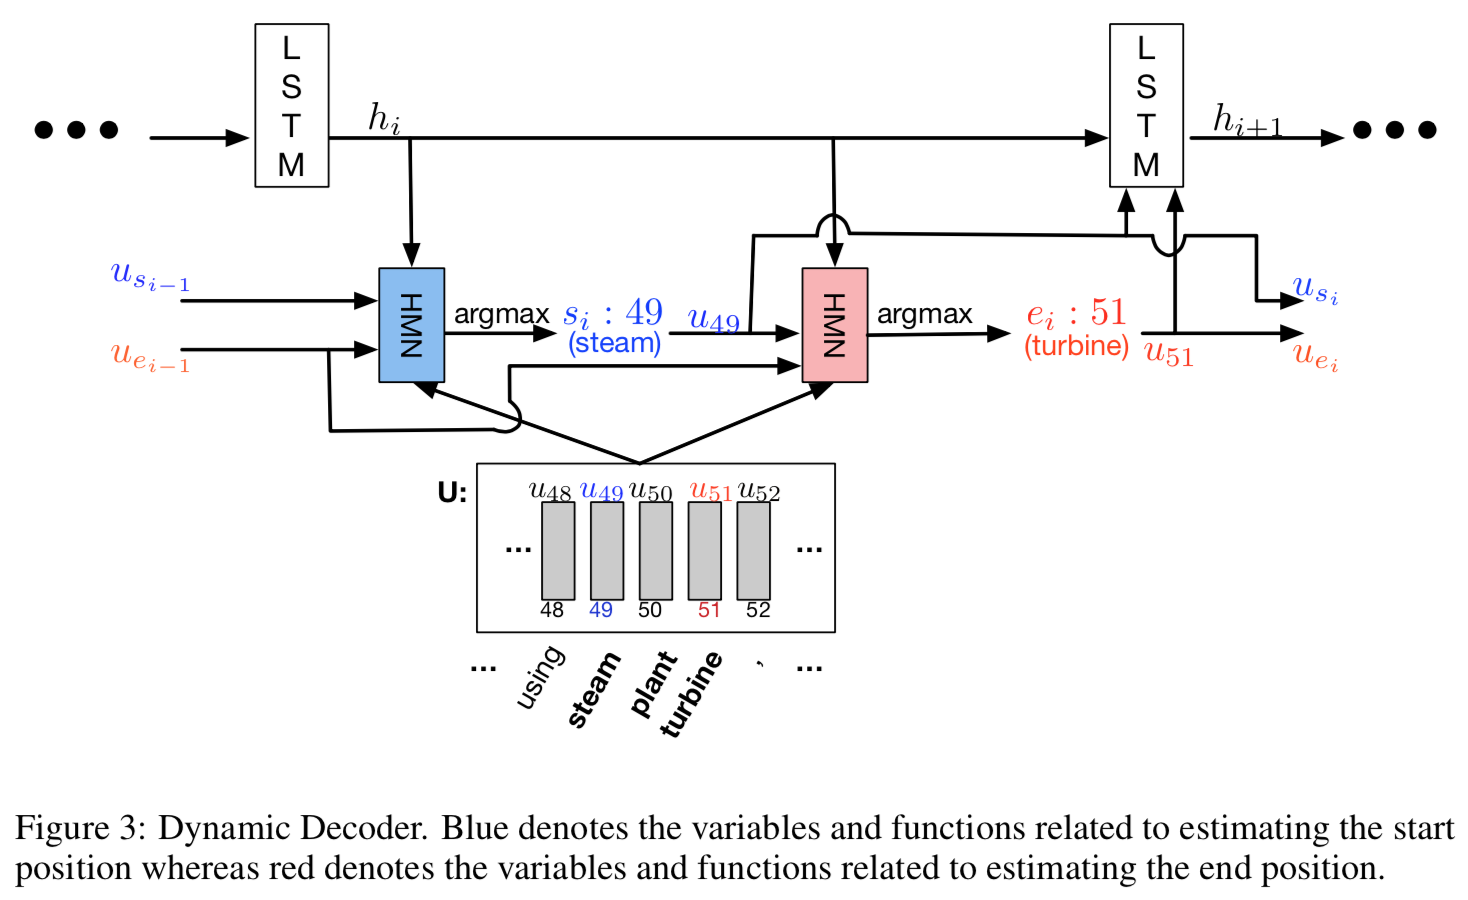 L
S
T
M
h_i
L
S
T
M
h_{i+1}
••• •••
u_{s_{i-1}}
u_{e_{i-1}}
HMN
argmax
s_i : 49
(steam)
u_{49}
HMN
argmax
e_i : 51
(turbine)
u_{51}
u_{s_i}
u_{e_i}
U:
u_{48} u_{49} u_{50} u_{51} u_{52}
... ...
48 49 50 51 52
... using steam plant turbine , ...
Figure 3: Dynamic Decoder. Blue denotes the variables and functions related to estimating the start
position whereas red denotes the variables and functions related to estimating the end position.